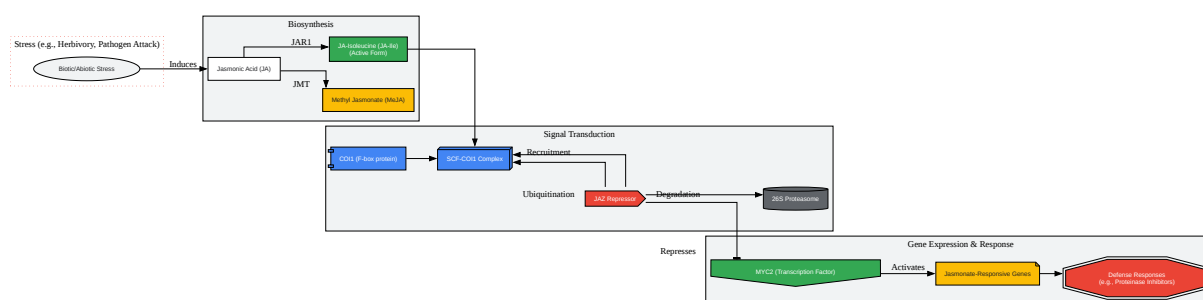 Biosynthesis
Stress (e.g., Herbivory, Pathogen Attack)
Biotic/Abiotic Stress
Induces
Jasmonic Acid (JA)
JAR1
JA-Isoleucine (JA-Ile)
(Active Form)
JMT
Methyl Jasmonate (MeJA)
Signal Transduction
COI1 (F-box protein)
SCF-COI1 Complex
Recruitment
Ubiquitination
JAZ Repressor
Degradation
26S Proteasome
Represses
Gene Expression & Response
MYC2 (Transcription Factor)
Activates
Jasmonate-Responsive Genes
Defense Responses
(e.g., Proteinase Inhibitors)